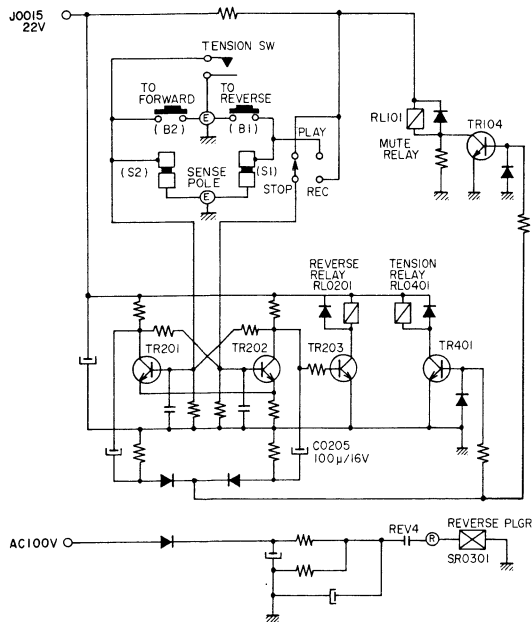 J0015
22V
TENSION SW
TO
FORWARD
TO
REVERSE
E
(B2)
(B1)
PLAY
RL101
TR104
MUTE
RELAY
(S2)
SENSE
POLE
(S1)
STOP
REC
E
REVERSE
RELAY
RL0201
TENSION
RELAY
RL0401
TR201
TR202
TR203
TR401
C0205
100μ/16V
AC100V
REV4
R
REVERSE PLGR
SR0301